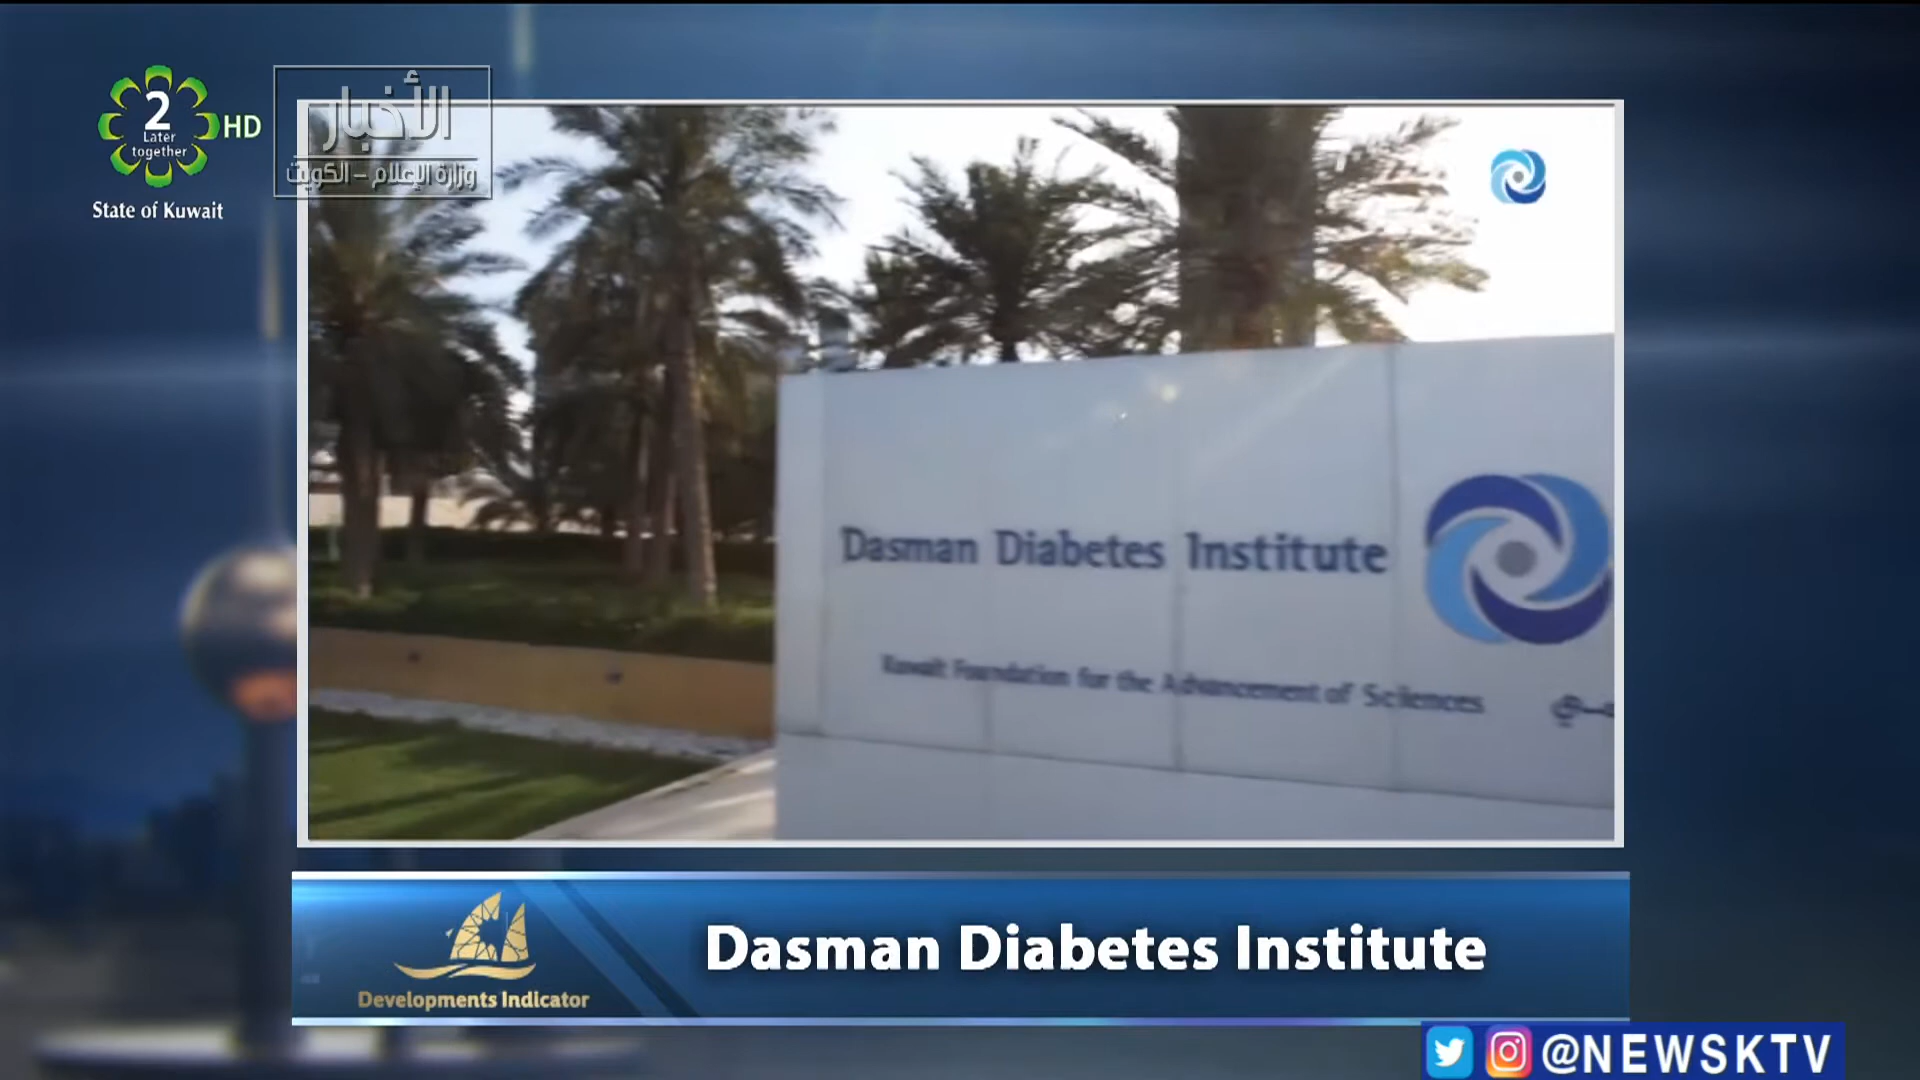 2
Later
together
HD
State of Kuwait
الأخبار
وزارة الإعلام - الكويت
Dasman Diabetes Institute
Kuwait Foundation for the Advancement of Sciences
Developments Indicator
Dasman Diabetes Institute
@NEWSKTV